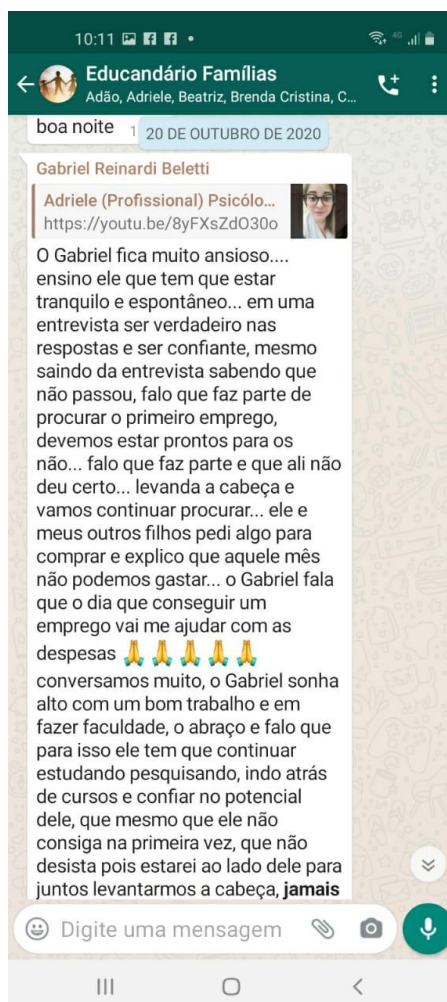 10:11
4G
Educandário Famílias
Adão, Adriele, Beatriz, Brenda Cristina, C...
boa noite 1
20 DE OUTUBRO DE 2020
Gabriel Reinardi Beletti
Adriele (Profissional) Psicólo...
https://youtu.be/8yFXsZdO30o
O Gabriel fica muito ansioso....
ensino ele que tem que estar
tranquilo e espontâneo... em uma
entrevista ser verdadeiro nas
respostas e ser confiante, mesmo
saindo da entrevista sabendo que
não passou, falo que faz parte de
procurar o primeiro emprego,
devemos estar prontos para os
não... falo que faz parte e que ali não
deu certo... levanda a cabeça e
vamos continuar procurar... ele e
meus outros filhos pedi algo para
comprar e explico que aquele mês
não podemos gastar... o Gabriel fala
que o dia que conseguir um
emprego vai me ajudar com as
despesas 🙏🙏🙏🙏🙏
conversamos muito, o Gabriel sonha
alto com um bom trabalho e em
fazer faculdade, o abraço e falo que
para isso ele tem que continuar
estudando pesquisando, indo atrás
de cursos e confiar no potencial
dele, que mesmo que ele não
consiga na primeira vez, que não
desista pois estarei ao lado dele para
juntos levantarmos a cabeça, jamais
Digite uma mensagem